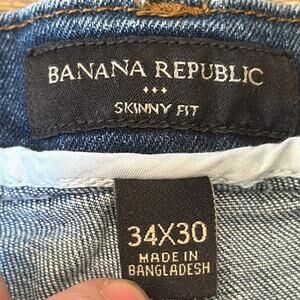 BANANA REPUBLIC
SKINNY FIT
34X30
MADE IN
BANGLADESH